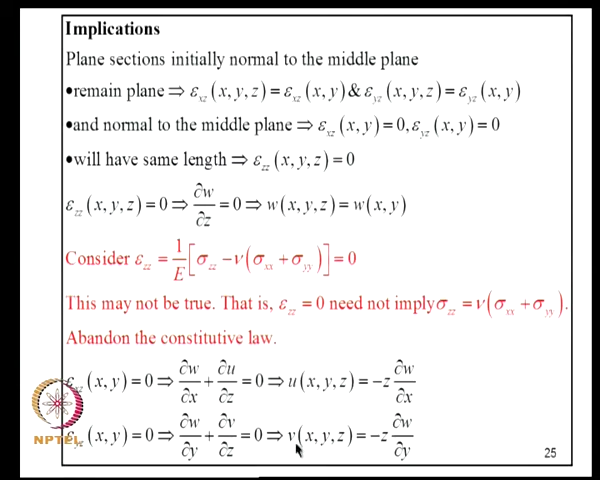 Implications
Plane sections initially normal to the middle plane
•remain plane ⇒ ε_xz(x, y, z) = ε_xz(x, y) & ε_yz(x, y, z) = ε_yz(x, y)
•and normal to the middle plane ⇒ ε_xz(x, y) = 0, ε_yz(x, y) = 0
•will have same length ⇒ ε_zz(x, y, z) = 0
ε_zz(x, y, z) = 0 ⇒ ∂w/∂z = 0 ⇒ w(x, y, z) = w(x, y)
Consider ε_zz = 1/E [σ_zz − ν(σ_xx + σ_yy)] = 0
This may not be true. That is, ε_zz = 0 need not imply σ_zz = ν(σ_xx + σ_yy).
Abandon the constitutive law.
ε_xz(x, y) = 0 ⇒ ∂w/∂x + ∂u/∂z = 0 ⇒ u(x, y, z) = −z ∂w/∂x
ε_yz(x, y) = 0 ⇒ ∂w/∂y + ∂v/∂z = 0 ⇒ v(x, y, z) = −z ∂w/∂y
NPTEL
25